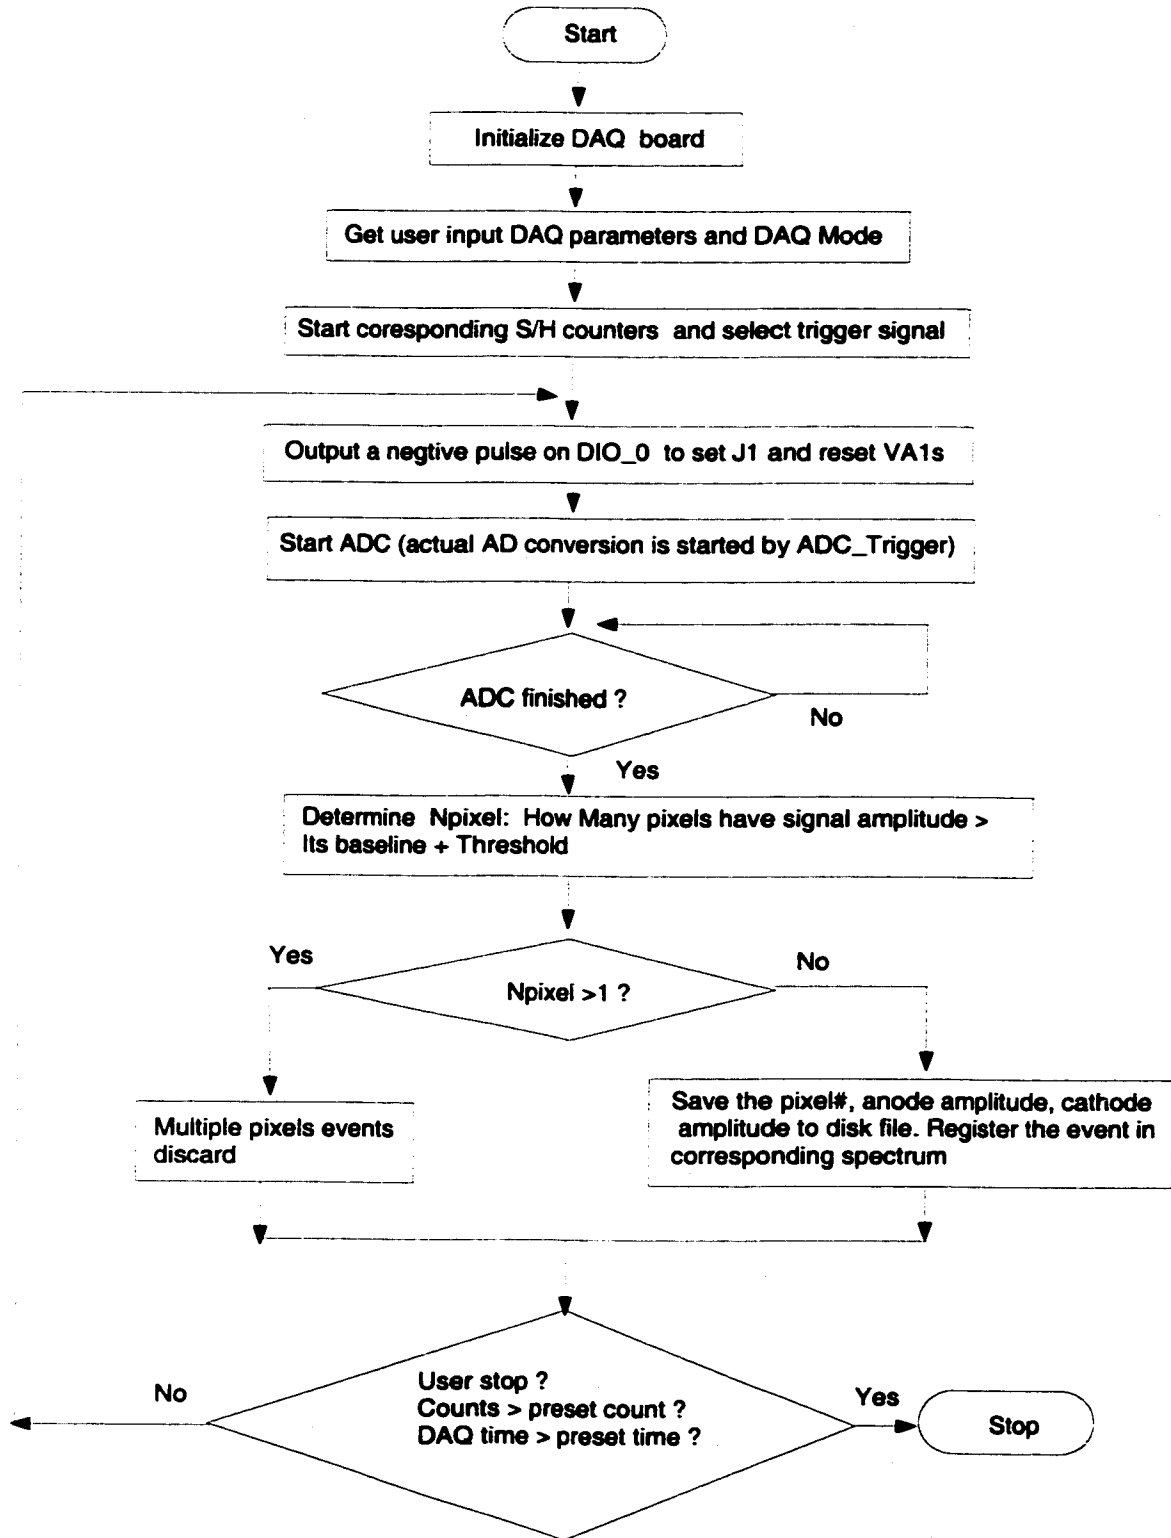 Start
Initialize DAQ board
Get user input DAQ parameters and DAQ Mode
Start coresponding S/H counters and select trigger signal
Output a negtive pulse on DIO_0 to set J1 and reset VA1s
Start ADC (actual AD conversion is started by ADC_Trigger)
ADC finished ?
No
Yes
Determine Npixel: How Many pixels have signal amplitude >
Its baseline + Threshold
Yes
No
Npixel >1 ?
Multiple pixels events
discard
Save the pixel#, anode amplitude, cathode
amplitude to disk file. Register the event in
corresponding spectrum
No
User stop ?
Counts > preset count ?
DAQ time > preset time ?
Yes
Stop